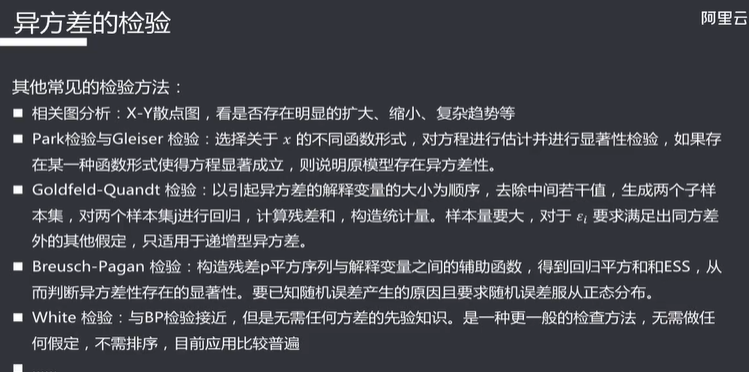 异方差的检验
阿里云
其他常见的检验方法：
■ 相关图分析：X-Y散点图，看是否存在明显的扩大、缩小、复杂趋势等
■ Park检验与Gleiser 检验：选择关于 x 的不同函数形式，对方程进行估计并进行显著性检验，如果存
在某一种函数形式使得方程显著成立，则说明原模型存在异方差性。
■ Goldfeld-Quandt 检验：以引起异方差的解释变量的大小为顺序，去除中间若干值，生成两个子样
本集，对两个样本集j进行回归，计算残差和，构造统计量。样本量要大，对于 εi 要求满足出同方差
外的其他假定，只适用于递增型异方差。
■ Breusch-Pagan 检验：构造残差p平方序列与解释变量之间的辅助函数，得到回归平方和和ESS，从
而判断异方差性存在的显著性。要已知随机误差产生的原因且要求随机误差服从正态分布。
■ White 检验：与BP检验接近，但是无需任何方差的先验知识。是一种更一般的检查方法，无需做任
何假定，不需排序，目前应用比较普遍